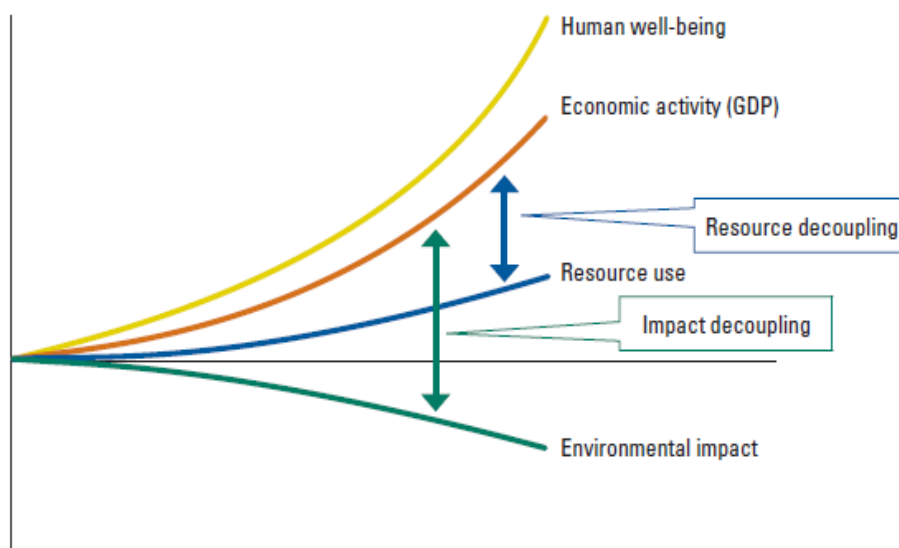 Human well-being
Economic activity (GDP)
Resource decoupling
Resource use
Impact decoupling
Environmental impact